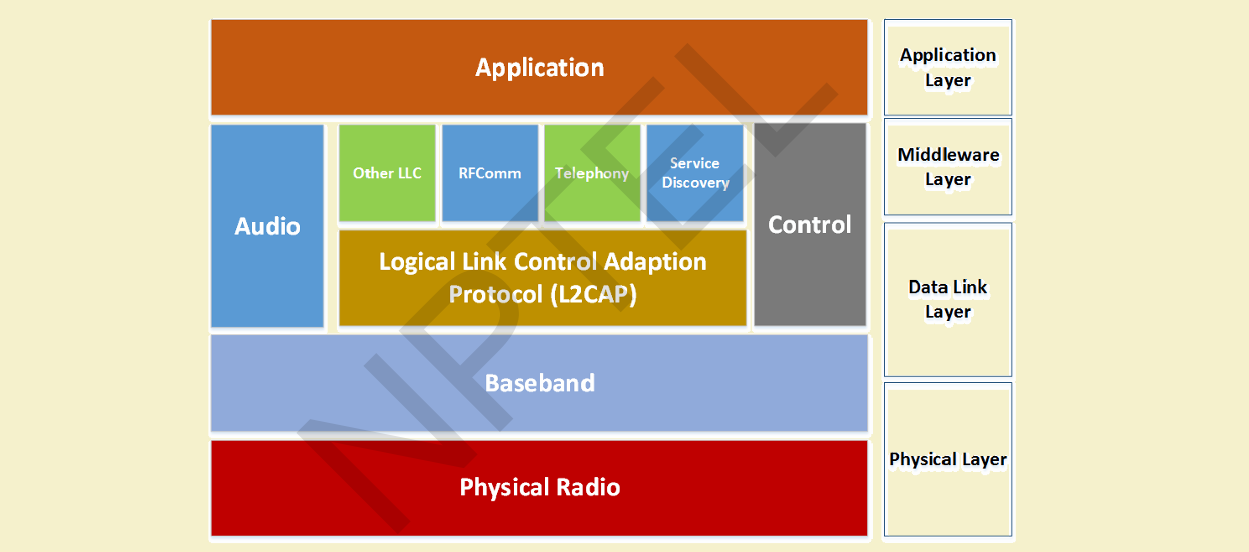 Application
Audio
Other LLC
RFComm
Telephony
Service
Discovery
Control
Logical Link Control Adaption
Protocol (L2CAP)
Baseband
Physical Radio
Application
Layer
Middleware
Layer
Data Link
Layer
Physical Layer
NPTEL